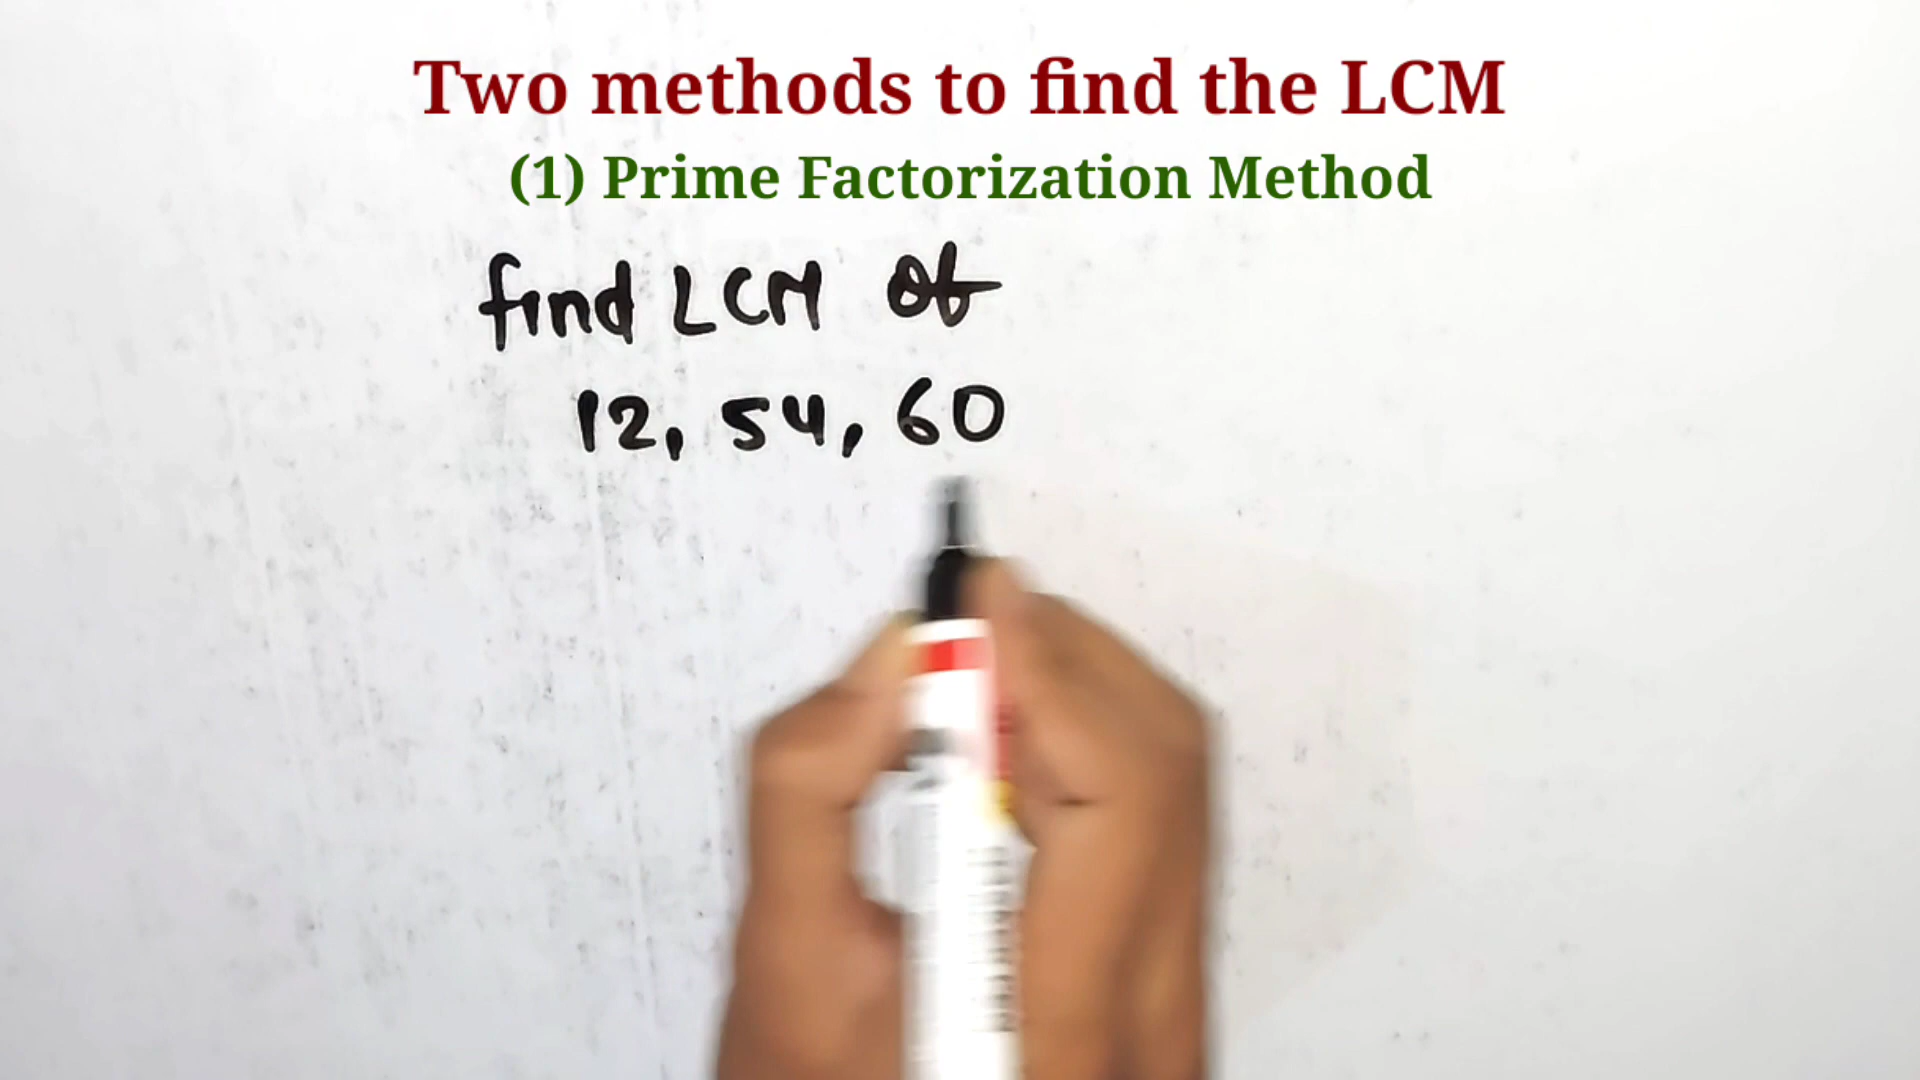 Two methods to find the LCM
(1) Prime Factorization Method
find LCM of
12, 54, 60